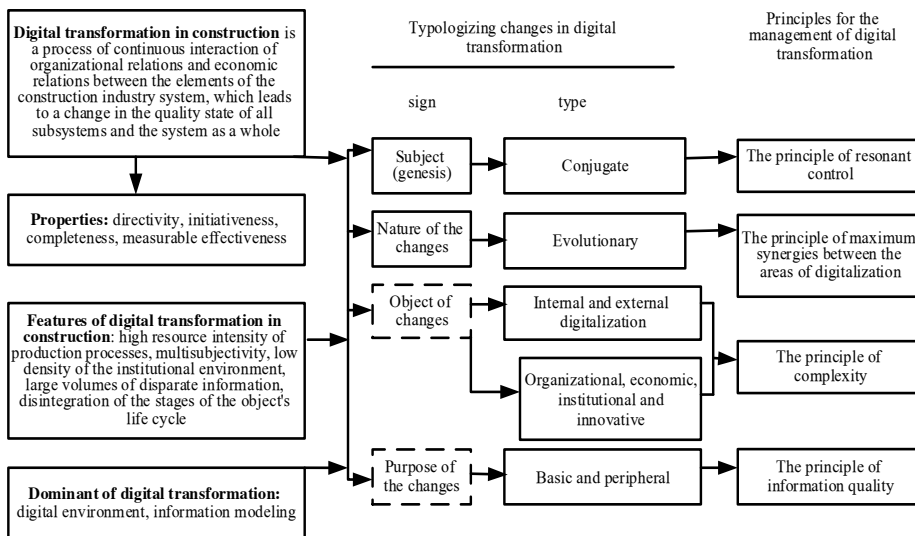 Digital transformation in construction is
a process of continuous interaction of
organizational relations and economic
relations between the elements of the
construction industry system, which leads
to a change in the quality state of all
subsystems and the system as a whole
Properties: directivity, initiativeness,
completeness, measurable effectiveness
Features of digital transformation in
construction: high resource intensity of
production processes, multisubjectivity, low
density of the institutional environment,
large volumes of disparate information,
disintegration of the stages of the object's
life cycle
Dominant of digital transformation:
digital environment, information modeling
Typologizing changes in digital
transformation
sign
type
Subject
(genesis)
Conjugate
Nature of the
changes
Evolutionary
Object of
changes
Internal and external
digitalization
Organizational, economic,
institutional and
innovative
Purpose of
the changes
Basic and peripheral
Principles for the
management of digital
transformation
The principle of resonant
control
The principle of maximum
synergies between the
areas of digitalization
The principle of
complexity
The principle of
information quality